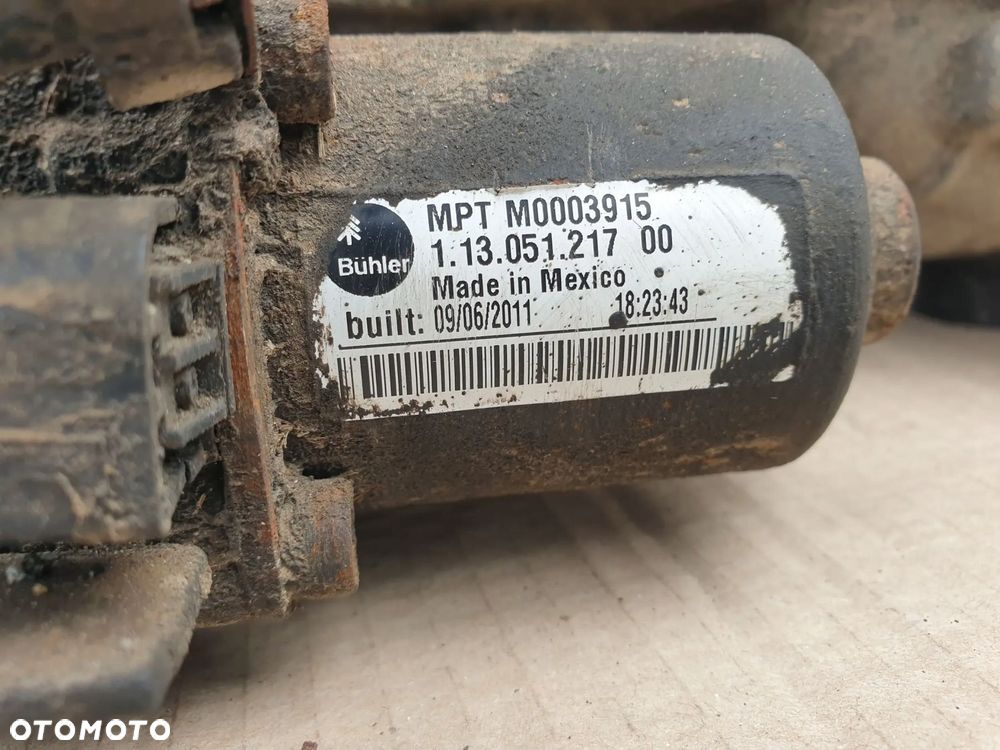 Bühler
MPT M0003915
1.13.051.217 00
Made in Mexico
built: 09/06/2011 18:23:43
OTOMOTO